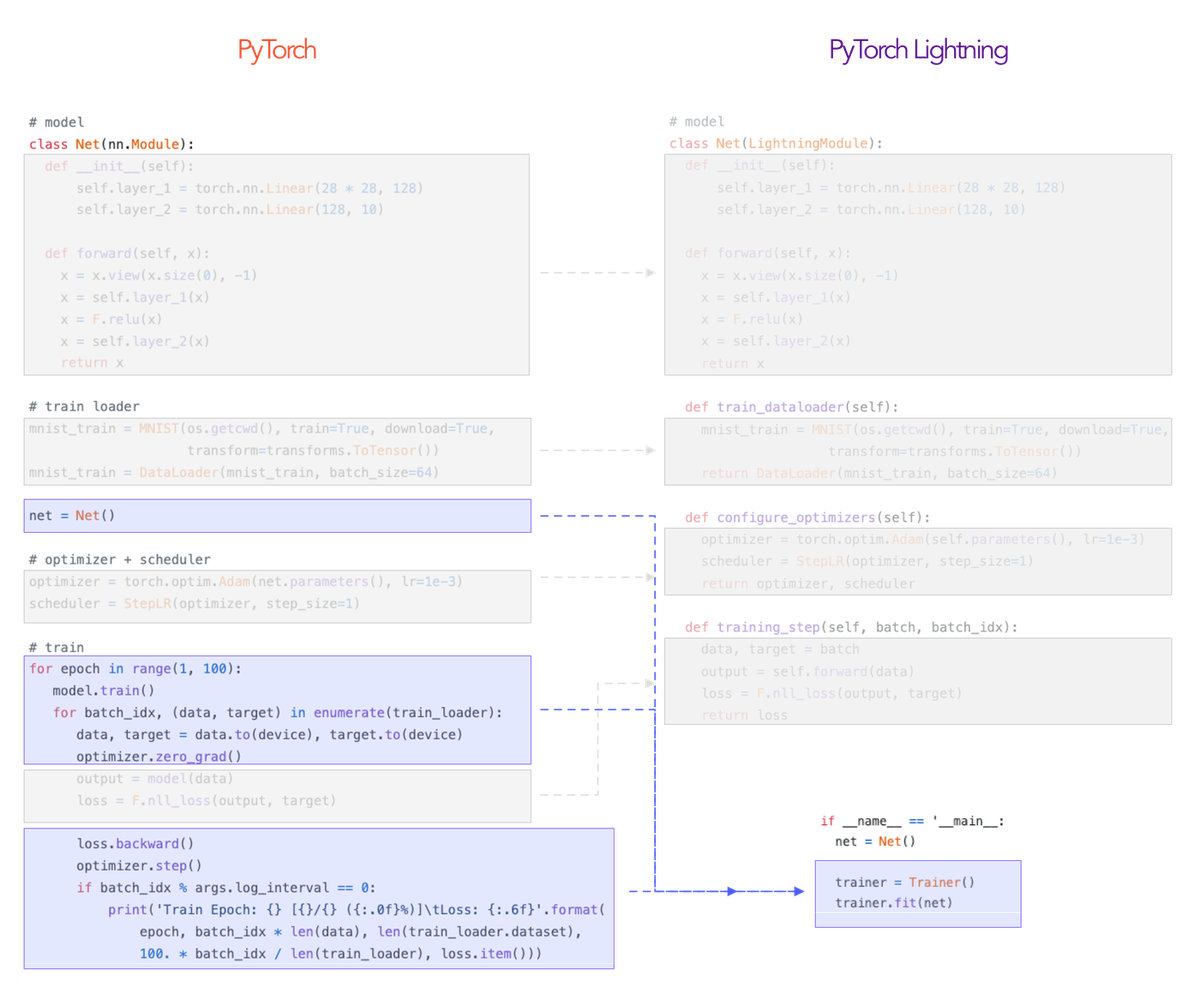 PyTorch
# model
class Net(nn.Module):
def __init__(self):
self.layer_1 = torch.nn.Linear(28 * 28, 128)
self.layer_2 = torch.nn.Linear(128, 10)
def forward(self, x):
x = x.view(x.size(0), -1)
x = self.layer_1(x)
x = F.relu(x)
x = self.layer_2(x)
return x
# train loader
mnist_train = MNIST(os.getcwd(), train=True, download=True,
transform=transforms.ToTensor())
mnist_train = DataLoader(mnist_train, batch_size=64)
net = Net()
# optimizer + scheduler
optimizer = torch.optim.Adam(net.parameters(), lr=1e-3)
scheduler = StepLR(optimizer, step_size=1)
# train
for epoch in range(1, 100):
model.train()
for batch_idx, (data, target) in enumerate(train_loader):
data, target = data.to(device), target.to(device)
optimizer.zero_grad()
output = model(data)
loss = F.nll_loss(output, target)
loss.backward()
optimizer.step()
if batch_idx % args.log_interval == 0:
print('Train Epoch: {} [{}/{} ({:.0f}%)]\tLoss: {:.6f}'.format(
epoch, batch_idx * len(data), len(train_loader.dataset),
100. * batch_idx / len(train_loader), loss.item()))
PyTorch Lightning
# model
class Net(LightningModule):
def __init__(self):
self.layer_1 = torch.nn.Linear(28 * 28, 128)
self.layer_2 = torch.nn.Linear(128, 10)
def forward(self, x):
x = x.view(x.size(0), -1)
x = self.layer_1(x)
x = F.relu(x)
x = self.layer_2(x)
return x
def train_dataloader(self):
mnist_train = MNIST(os.getcwd(), train=True, download=True,
transform=transforms.ToTensor())
return DataLoader(mnist_train, batch_size=64)
def configure_optimizers(self):
optimizer = torch.optim.Adam(self.parameters(), lr=1e-3)
scheduler = StepLR(optimizer, step_size=1)
return optimizer, scheduler
def training_step(self, batch, batch_idx):
data, target = batch
output = self.forward(data)
loss = F.nll_loss(output, target)
return loss
if __name__ == '__main__:
net = Net()
trainer = Trainer()
trainer.fit(net)